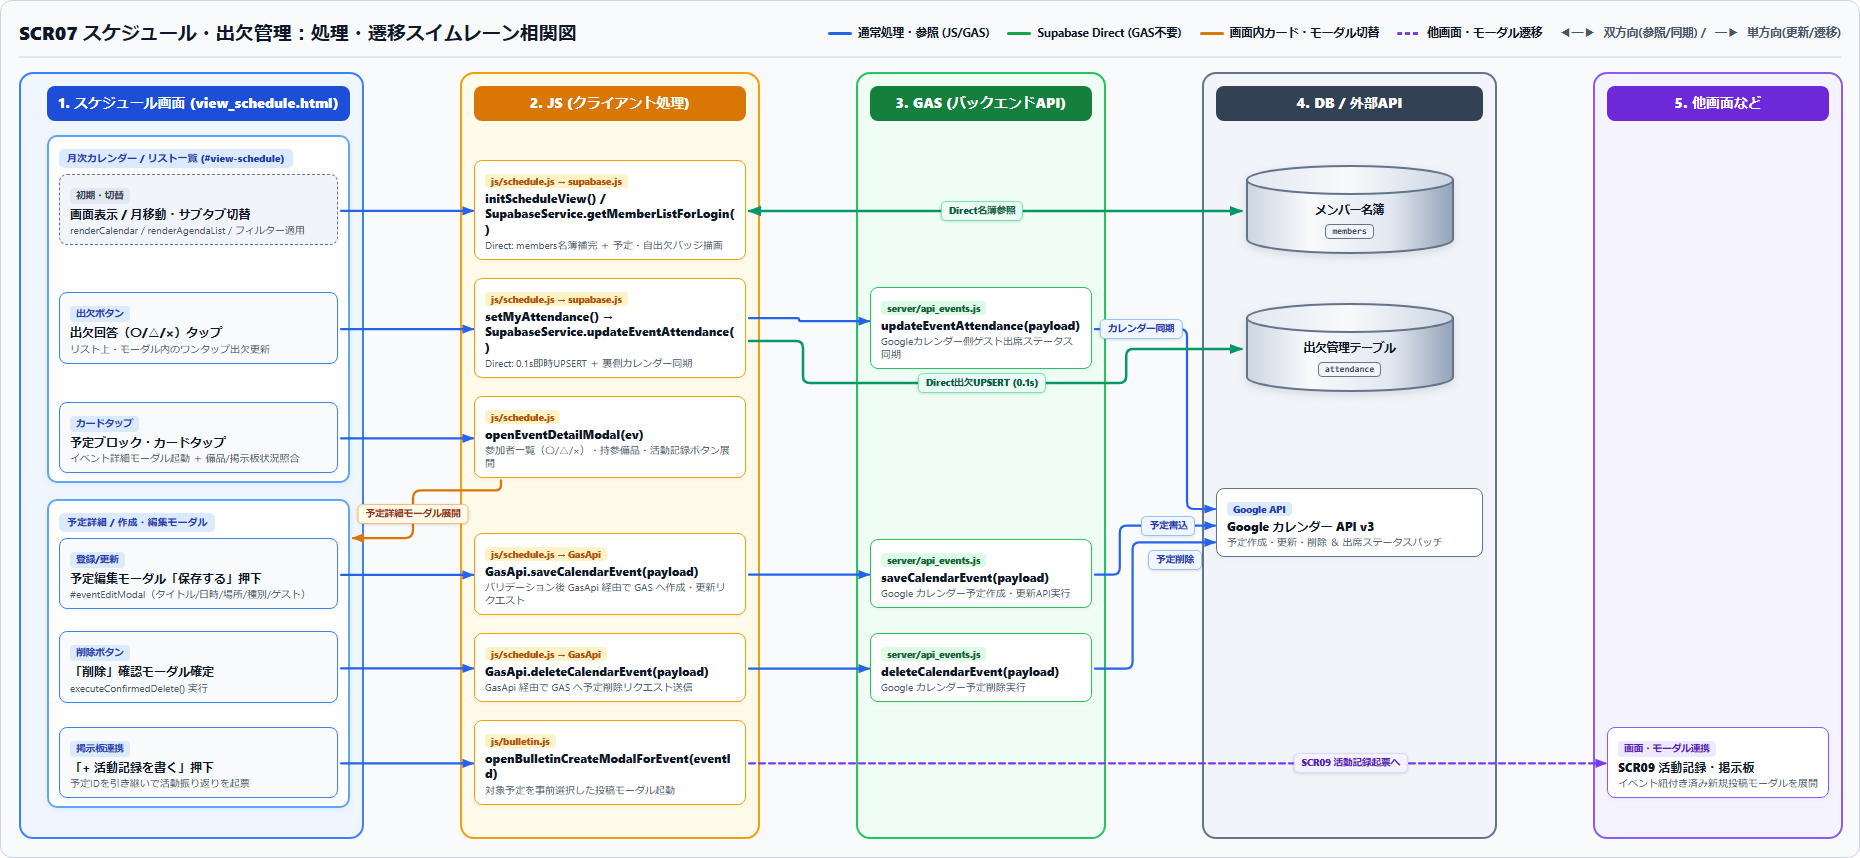 SCR07 スケジュール・出欠管理：処理・遷移スイムレーン相関図
通常処理・参照 (JS/GAS)
Supabase Direct (GAS不要)
画面内カード・モーダル切替
他画面・モーダル遷移
◀─▶ 双方向(参照/同期) / ─▶ 単方向(更新/遷移)
1. スケジュール画面 (view_schedule.html)
月次カレンダー / リスト一覧 (#view-schedule)
初期・切替
画面表示 / 月移動・サブタブ切替
renderCalendar / renderAgendaList / フィルター適用
出欠ボタン
出欠回答（〇/△/×）タップ
リスト上・モーダル内のワンタップ出欠更新
カードタップ
予定ブロック・カードタップ
イベント詳細モーダル起動 ＋ 備品/掲示板状況照合
予定詳細 / 作成・編集モーダル
登録/更新
予定編集モーダル「保存する」押下
#eventEditModal（タイトル/日時/場所/種別/ゲスト）
削除ボタン
「削除」確認モーダル確定
executeConfirmedDelete() 実行
掲示板連携
「+ 活動記録を書く」押下
予定IDを引き継いで活動振り返りを起票
2. JS (クライアント処理)
js/schedule.js → supabase.js
initScheduleView() /
SupabaseService.getMemberListForLogin(
)
Direct: members名簿補完 ＋ 予定・自出欠バッジ描画
js/schedule.js → supabase.js
setMyAttendance() →
SupabaseService.updateEventAttendance(
)
Direct: 0.1s即時UPSERT ＋ 裏側カレンダー同期
js/schedule.js
openEventDetailModal(ev)
参加者一覧（〇/△/×）・持参備品・活動記録ボタン展
開
予定詳細モーダル展開
js/schedule.js → GasApi
GasApi.saveCalendarEvent(payload)
バリデーション後 GasApi 経由で GAS へ作成・更新リ
クエスト
js/schedule.js → GasApi
GasApi.deleteCalendarEvent(payload)
GasApi 経由で GAS へ予定削除リクエスト送信
js/bulletin.js
openBulletinCreateModalForEvent(eventI
d)
対象予定を事前選択した投稿モーダル起動
3. GAS (バックエンドAPI)
Direct名簿参照
server/api_events.js
updateEventAttendance(payload)
Googleカレンダー側ゲスト出席ステータス
同期
カレンダー同期
Direct出欠UPSERT (0.1s)
server/api_events.js
saveCalendarEvent(payload)
Google カレンダー予定作成・更新API実行
server/api_events.js
deleteCalendarEvent(payload)
Google カレンダー予定削除実行
予定書込
予定削除
4. DB / 外部API
メンバー名簿
members
出欠管理テーブル
attendance
Google API
Google カレンダー API v3
予定作成・更新・削除 ＆ 出席ステータスパッチ
SCR09 活動記録起票へ
5. 他画面など
画面・モーダル連携
SCR09 活動記録・掲示板
イベント紐付き済み新規投稿モーダルを展開